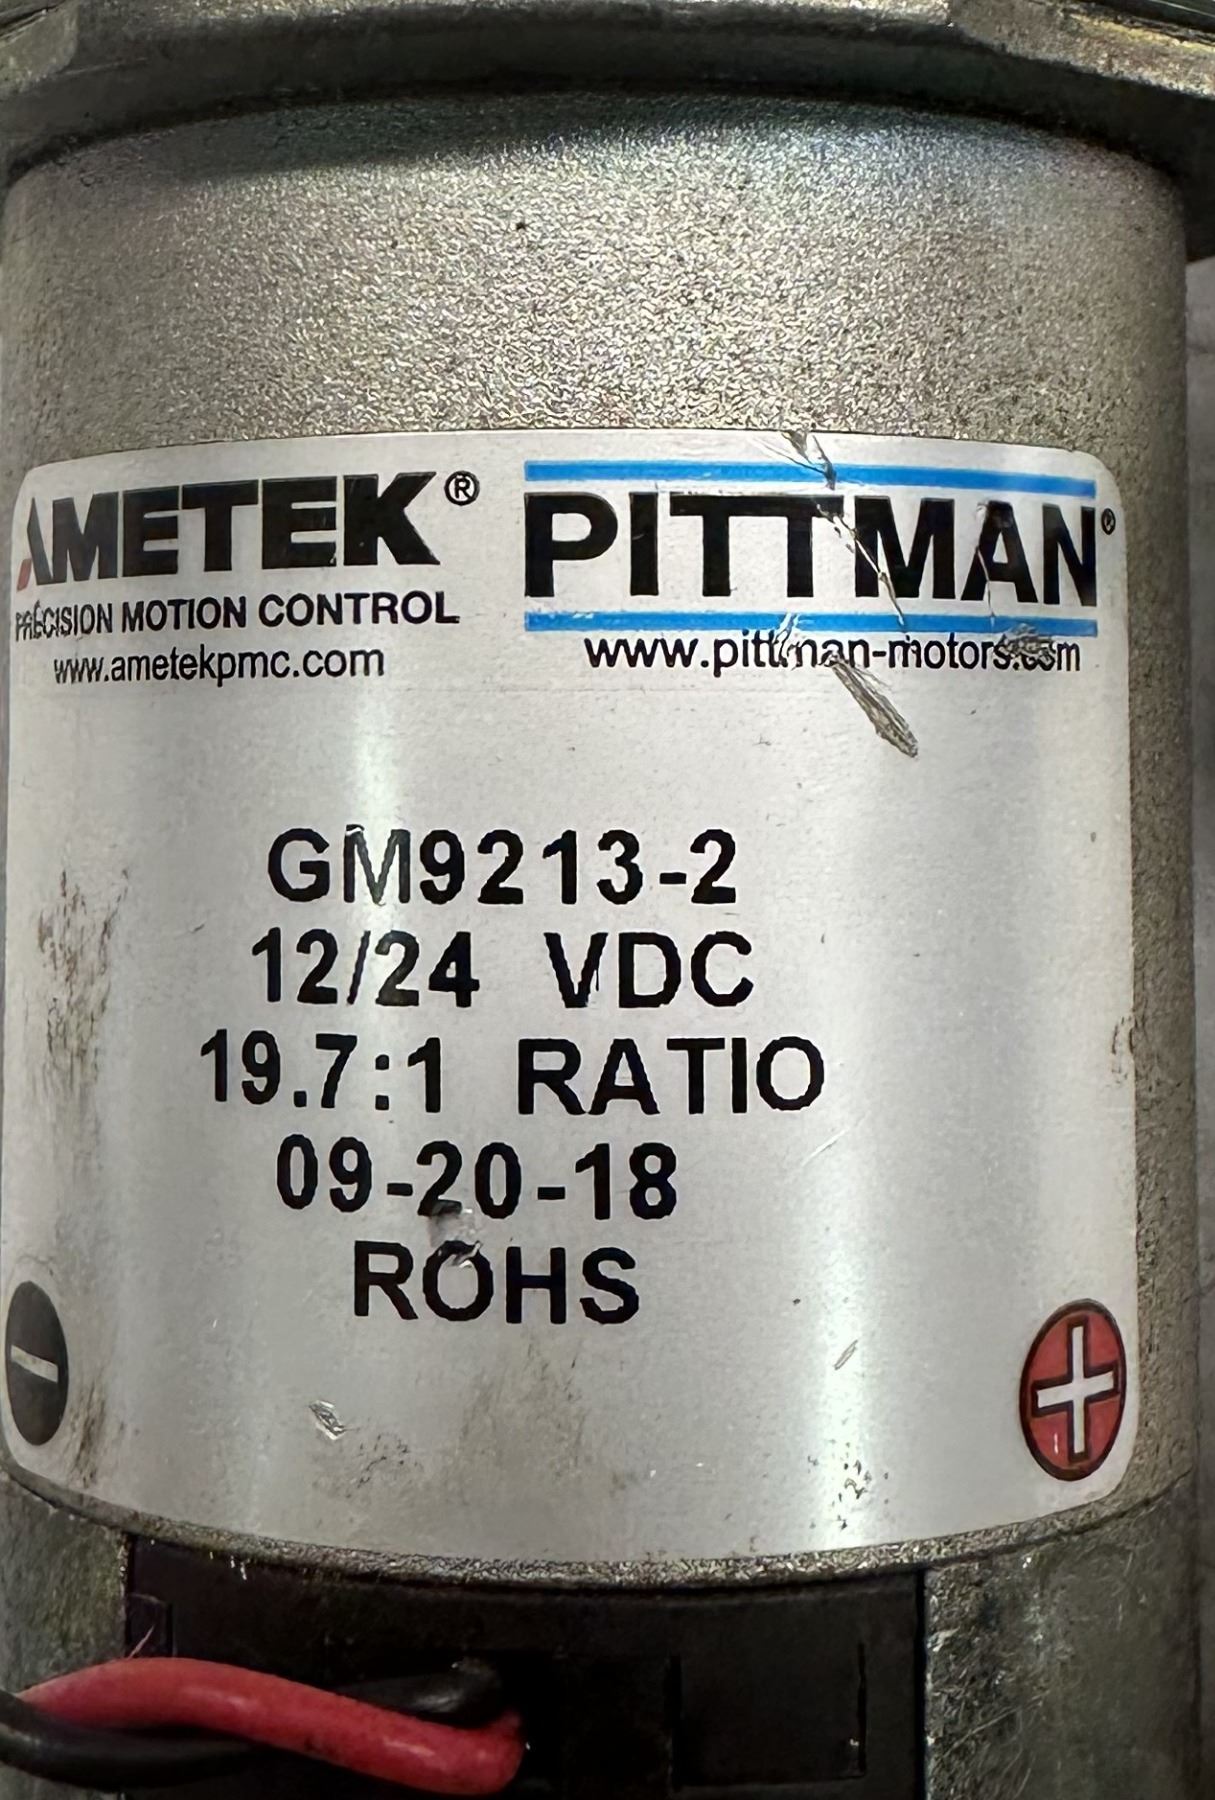 AMETEK® PITTMAN®
PRECISION MOTION CONTROL
www.ametekpmc.com www.pittman-motors.com
GM9213-2
12/24 VDC
19.7:1 RATIO
09-20-18
ROHS
- +